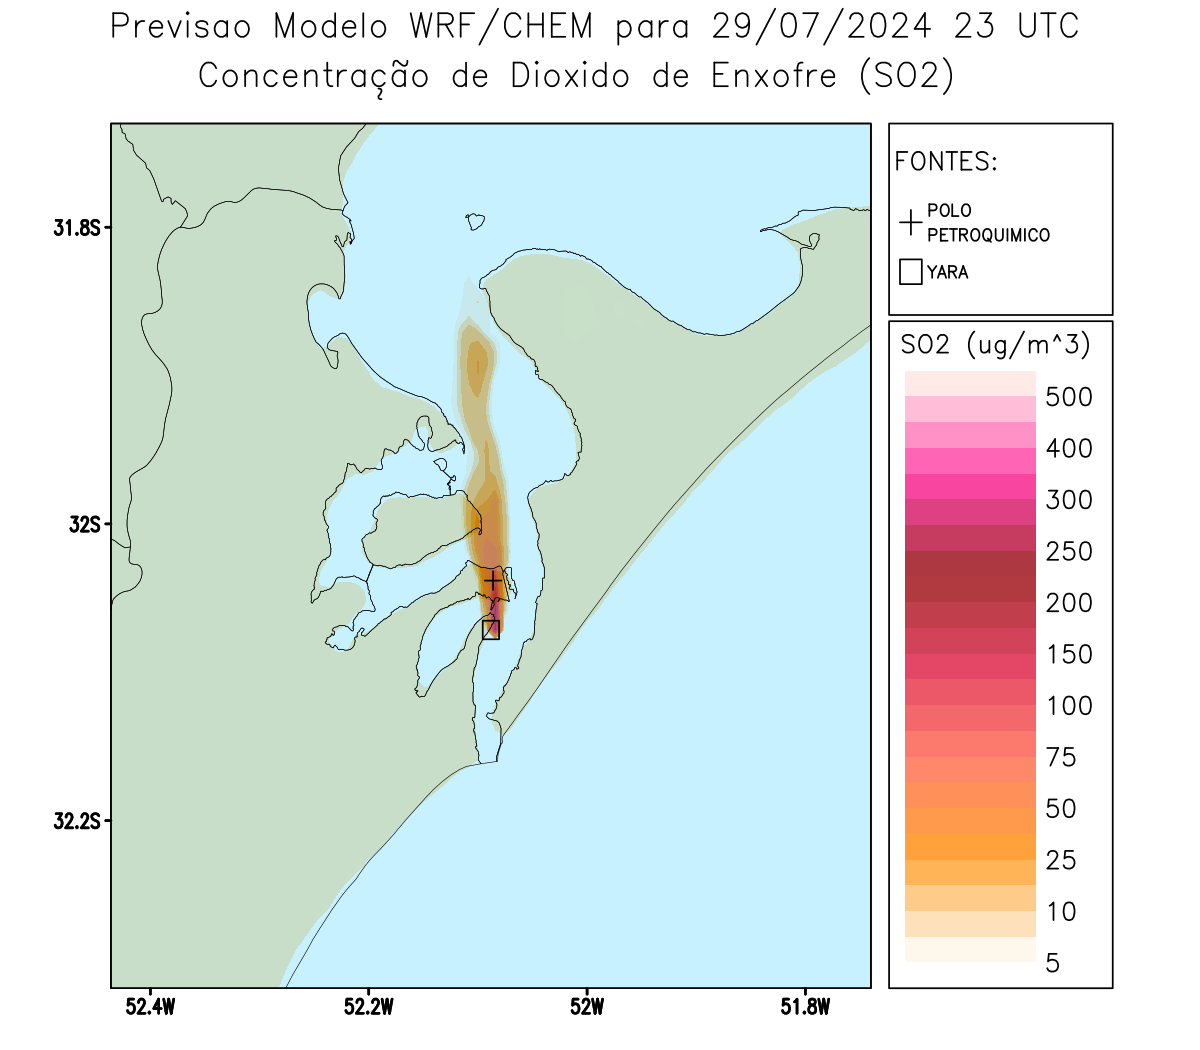 Previsao Modelo WRF/CHEM para 29/07/2024 23 UTC
Concentração de Dioxido de Enxofre (SO2)
FONTES:
POLO
PETROQUIMICO
YARA
31.8S
32S
32.2S
52.4W
52.2W
52W
51.8W
SO2 (ug/m^3)
500
400
300
250
200
150
100
75
50
25
10
5